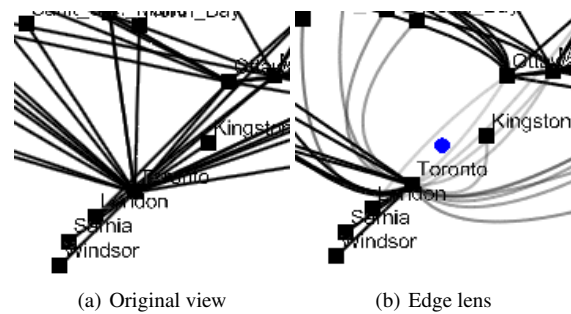 Kingston
Toronto
London
Sarnia
Windsor
Kingston
Toronto
London
Sarnia
Windsor
(a) Original view
(b) Edge lens